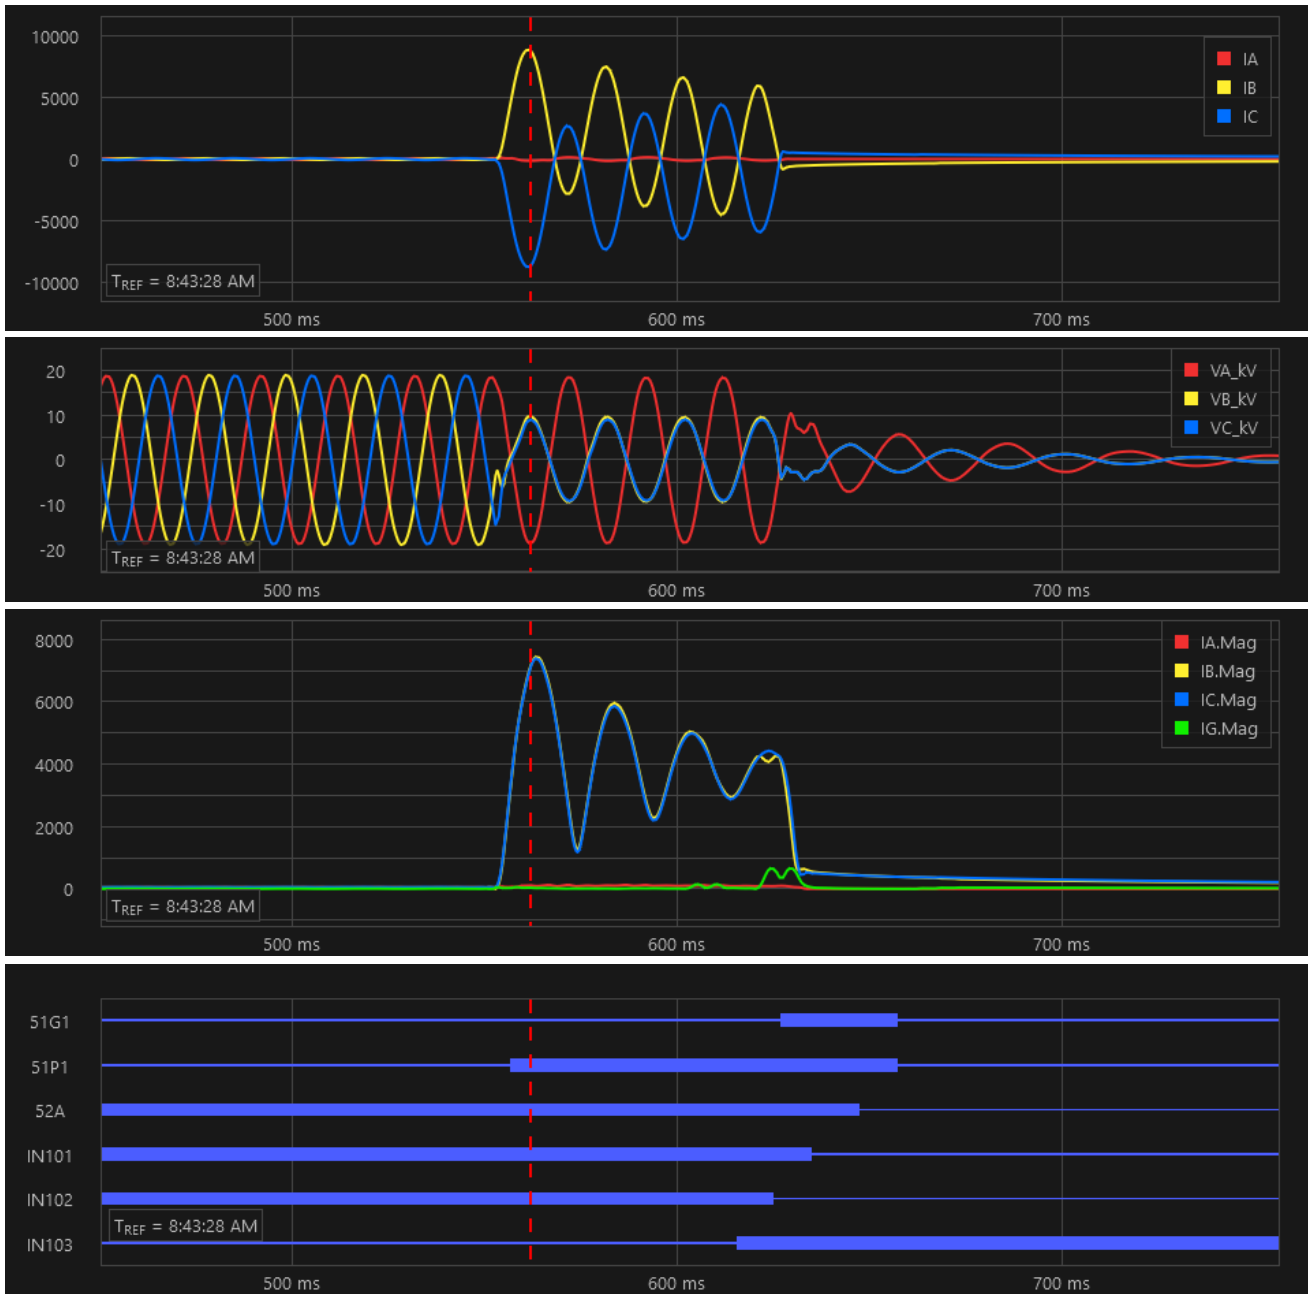 10000
5000
0
-5000
-10000
IA
IB
IC
TREF = 8:43:28 AM
500 ms
600 ms
700 ms
20
10
0
-10
-20
VA_kV
VB_kV
VC_kV
TREF = 8:43:28 AM
500 ms
600 ms
700 ms
8000
6000
4000
2000
0
IA.Mag
IB.Mag
IC.Mag
IG.Mag
TREF = 8:43:28 AM
500 ms
600 ms
700 ms
51G1
51P1
52A
IN101
IN102
IN103
TREF = 8:43:28 AM
500 ms
600 ms
700 ms